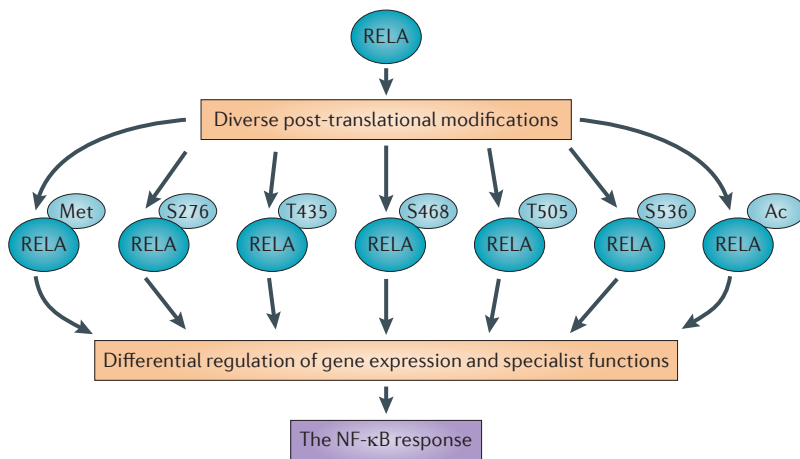 RELA
Diverse post-translational modifications
Met
S276
T435
S468
T505
S536
Ac
RELA
RELA
RELA
RELA
RELA
RELA
RELA
Differential regulation of gene expression and specialist functions
The NF-κB response